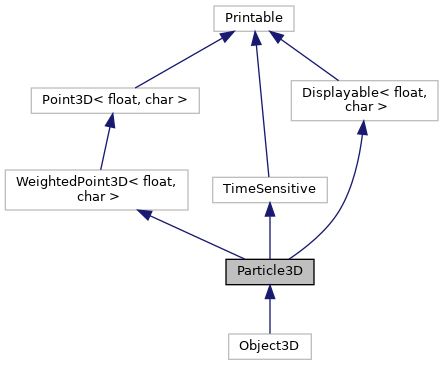 Printable
Point3D< float, char >
Displayable< float,
char >
WeightedPoint3D< float,
char >
TimeSensitive
Particle3D
Object3D